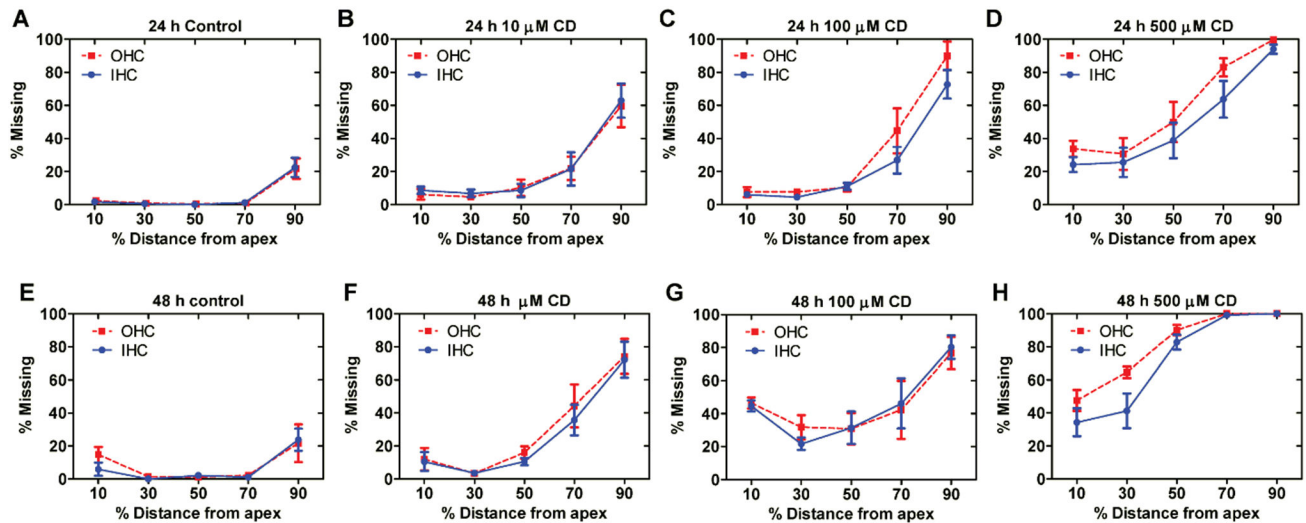 A
24 h Control
100
80
60
40
20
0
OHC
IHC
% Missing
10 30 50 70 90
% Distance from apex
B
24 h 10 μM CD
100
80
60
40
20
0
OHC
IHC
% Missing
10 30 50 70 90
% Distance from apex
C
24 h 100 μM CD
100
80
60
40
20
0
OHC
IHC
% Missing
10 30 50 70 90
% Distance from apex
D
24 h 500 μM CD
100
80
60
40
20
0
OHC
IHC
% Missing
10 30 50 70 90
% Distance from apex
E
48 h control
100
80
60
40
20
0
OHC
IHC
% Missing
10 30 50 70 90
% Distance from apex
F
48 h μM CD
100
80
60
40
20
0
OHC
IHC
% Missing
10 30 50 70 90
% Distance from apex
G
48 h 100 μM CD
100
80
60
40
20
0
OHC
IHC
% Missing
10 30 50 70 90
% Distance from apex
H
48 h 500 μM CD
100
80
60
40
20
0
OHC
IHC
% Missing
10 30 50 70 90
% Distance from apex